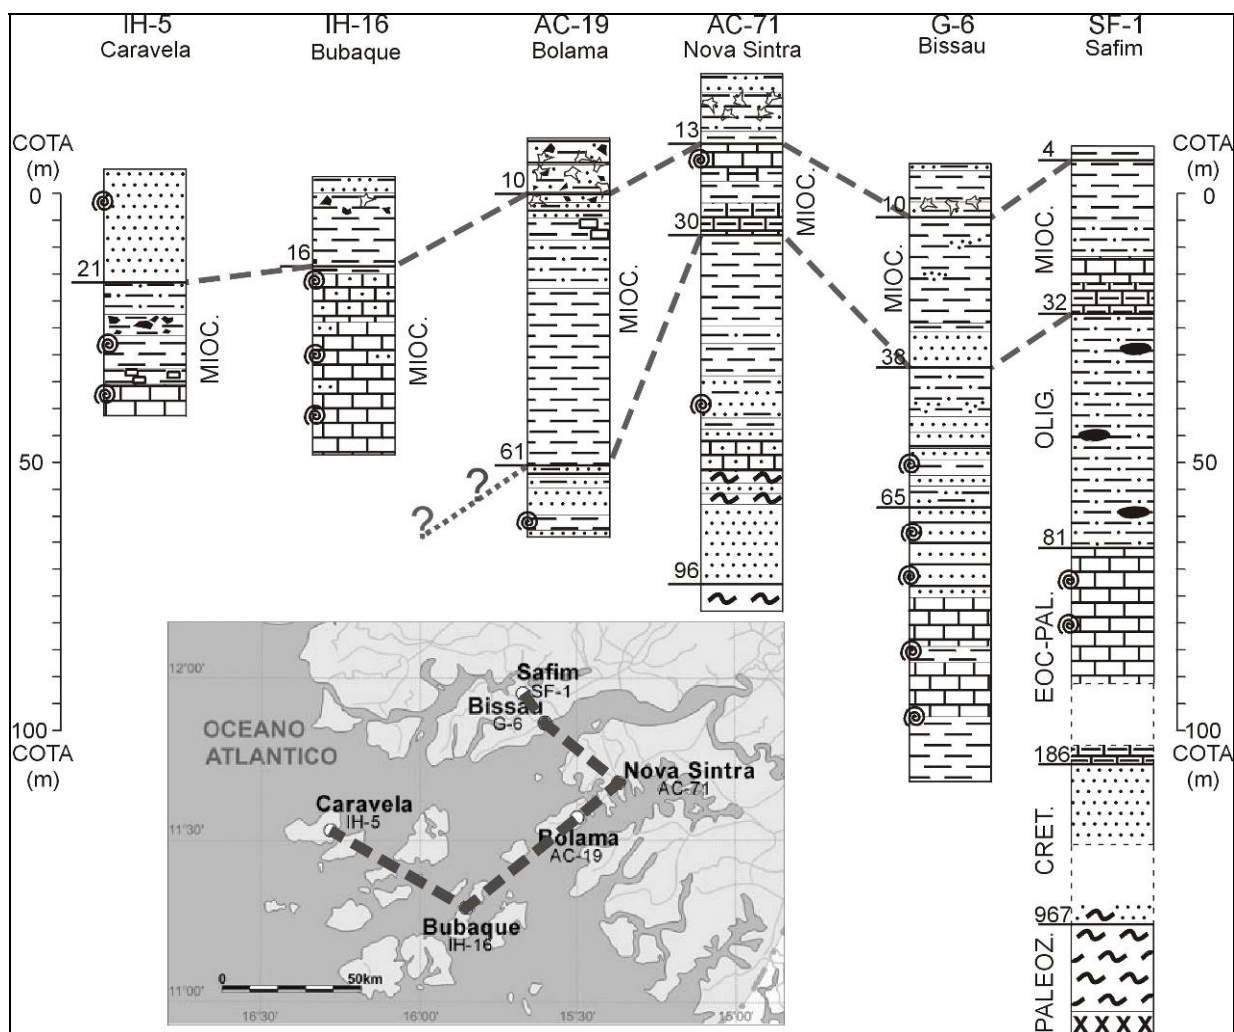 IH-5
Caravela
IH-16
Bubaque
AC-19
Bolama
AC-71
Nova Sintra
G-6
Bissau
SF-1
Safim
COTA
(m)
0
50
100
COTA
(m)
21
MIOC.
16
MIOC.
10
61
MIOC.
? ?
13
30
96
MIOC.
10
38
65
MIOC.
4
32
81
186
967
MIOC.
OLIG.
EOC-PAL.
CRET.
PALEOZ.
XXXX
COTA
(m)
0
50
100
COTA
(m)
12°00'
11°30'
11°00'
16°30'
16°00'
15°30'
15°00'
OCEANO
ATLANTICO
Safim
SF-1
Bissau
G-6
Nova Sintra
AC-71
Caravela
IH-5
Bolama
AC-19
Bubaque
IH-16
0 50km